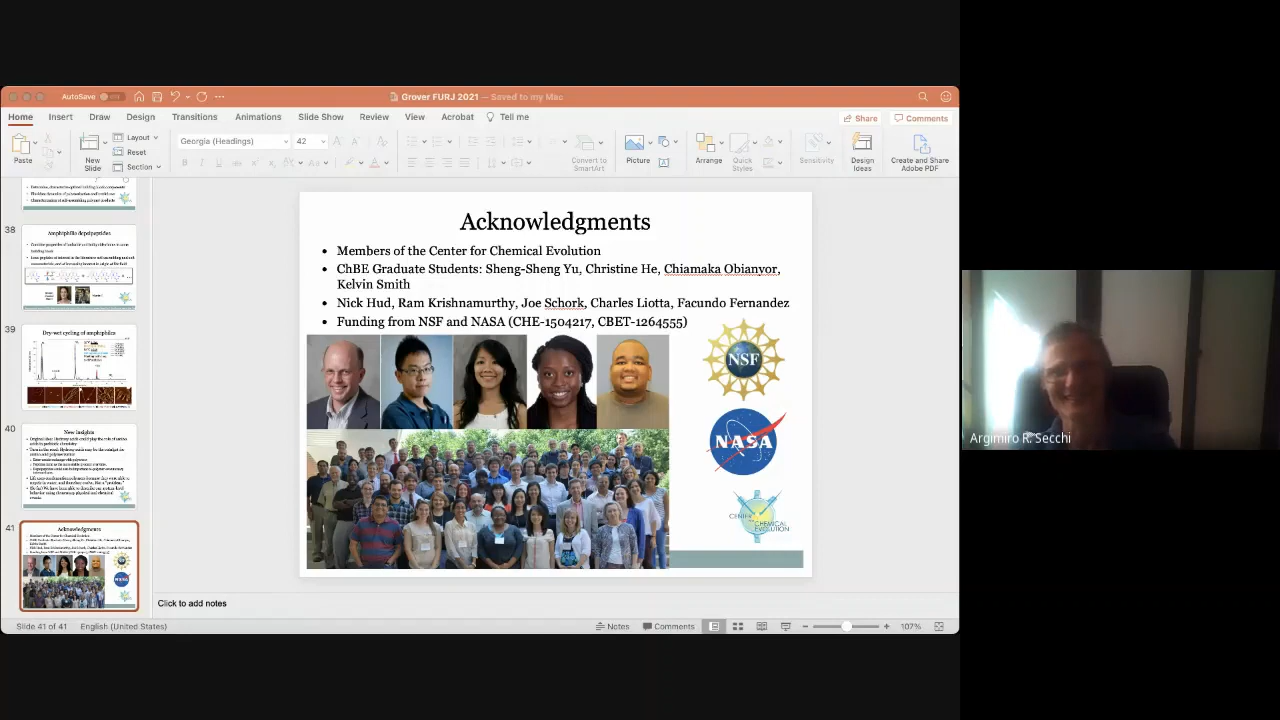 AutoSave
Grover FURJ 2021 — Saved to my Mac
Home Insert Draw Design Transitions Animations Slide Show Review View Acrobat Tell me
Share Comments
Paste
New
Slide
Layout
Reset
Section
Georgia (Headings) 42
Convert to
SmartArt
Picture
Arrange
Quick
Styles
Sensitivity
Design
Ideas
Create and Share
Adobe PDF
38
Amphiphilic depsipeptides
39
Dry-wet cycling of amphiphiles
40
New Insights
41
Acknowledgments
Acknowledgments
• Members of the Center for Chemical Evolution
• ChBE Graduate Students: Sheng-Sheng Yu, Christine He, Chiamaka Obianyor,
Kelvin Smith
• Nick Hud, Ram Krishnamurthy, Joe Schork, Charles Liotta, Facundo Fernandez
• Funding from NSF and NASA (CHE-1504217, CBET-1264555)
NSF
NASA
CENTER
CHEMICAL
EVOLUTION
Click to add notes
Slide 41 of 41 English (United States)
Notes Comments 107%
Argimiro R. Secchi